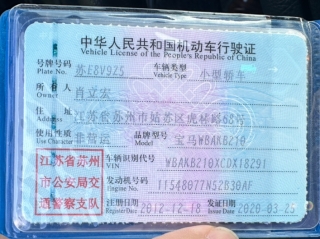 中华人民共和国机动车行驶证
Vehicle License of the People's Republic of China
号牌号码 苏E8V9Z5 车辆类型 小型轿车
Plate No. Vehicle Type
所有人 肖立宏
Owner
住址 江苏省苏州市姑苏区虎林路68号
Address
使用性质 非营运 品牌型号 宝马WBAKB210
Use Character Model
江苏省苏州
市公安局交
通警察支队
车辆识别代号 WBAKB210XCDX18291
VIN
发动机号码 11548077N52B30AF
Engine No.
注册日期 2012-12-18 发证日期 2020-03-25
Register Date Issue Date